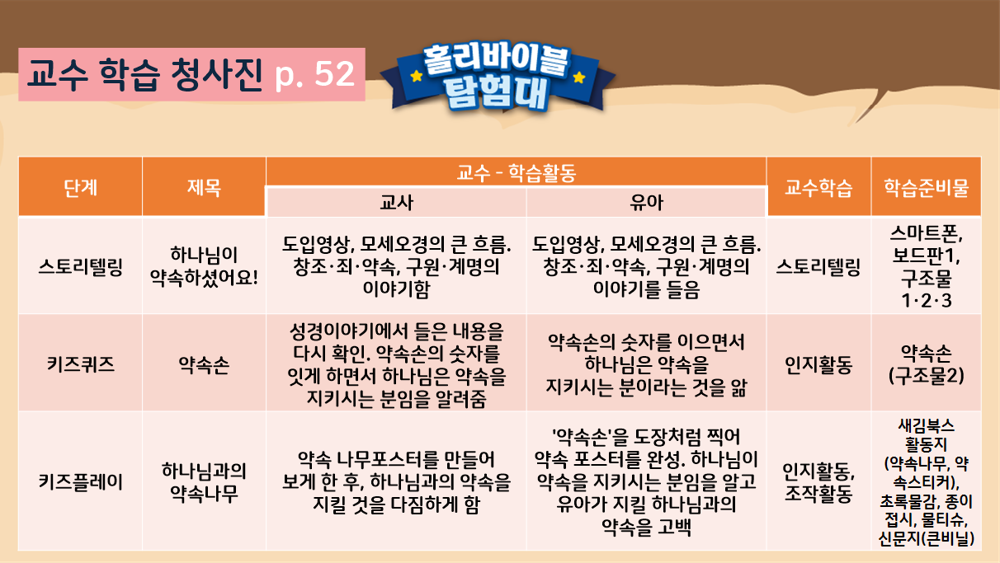 교수 학습 청사진 p. 52
홀리바이블
탐험대
단계
제목
교수 - 학습활동
교사
유아
교수학습
학습준비물
스토리텔링
하나님이
약속하셨어요!
도입영상, 모세오경의 큰 흐름.
창조·죄·약속, 구원·계명의
이야기함
도입영상, 모세오경의 큰 흐름.
창조·죄·약속, 구원·계명의
이야기를 들음
스토리텔링
스마트폰,
보드판1,
구조물
1·2·3
키즈퀴즈
약속손
성경이야기에서 들은 내용을
다시 확인. 약속손의 숫자를
잇게 하면서 하나님은 약속을
지키시는 분임을 알려줌
약속손의 숫자를 이으면서
하나님은 약속을
지키시는 분이라는 것을 앎
인지활동
약속손
(구조물2)
키즈플레이
하나님과의
약속나무
약속 나무포스터를 만들어
보게 한 후, 하나님과의 약속을
지킬 것을 다짐하게 함
'약속손'을 도장처럼 찍어
약속 포스터를 완성. 하나님이
약속을 지키시는 분임을 알고
유아가 지킬 하나님과의
약속을 고백
인지활동,
조작활동
새김북스
활동지
(약속나무, 약
속스티커),
초록물감, 종이
접시, 물티슈,
신문지(큰비닐)